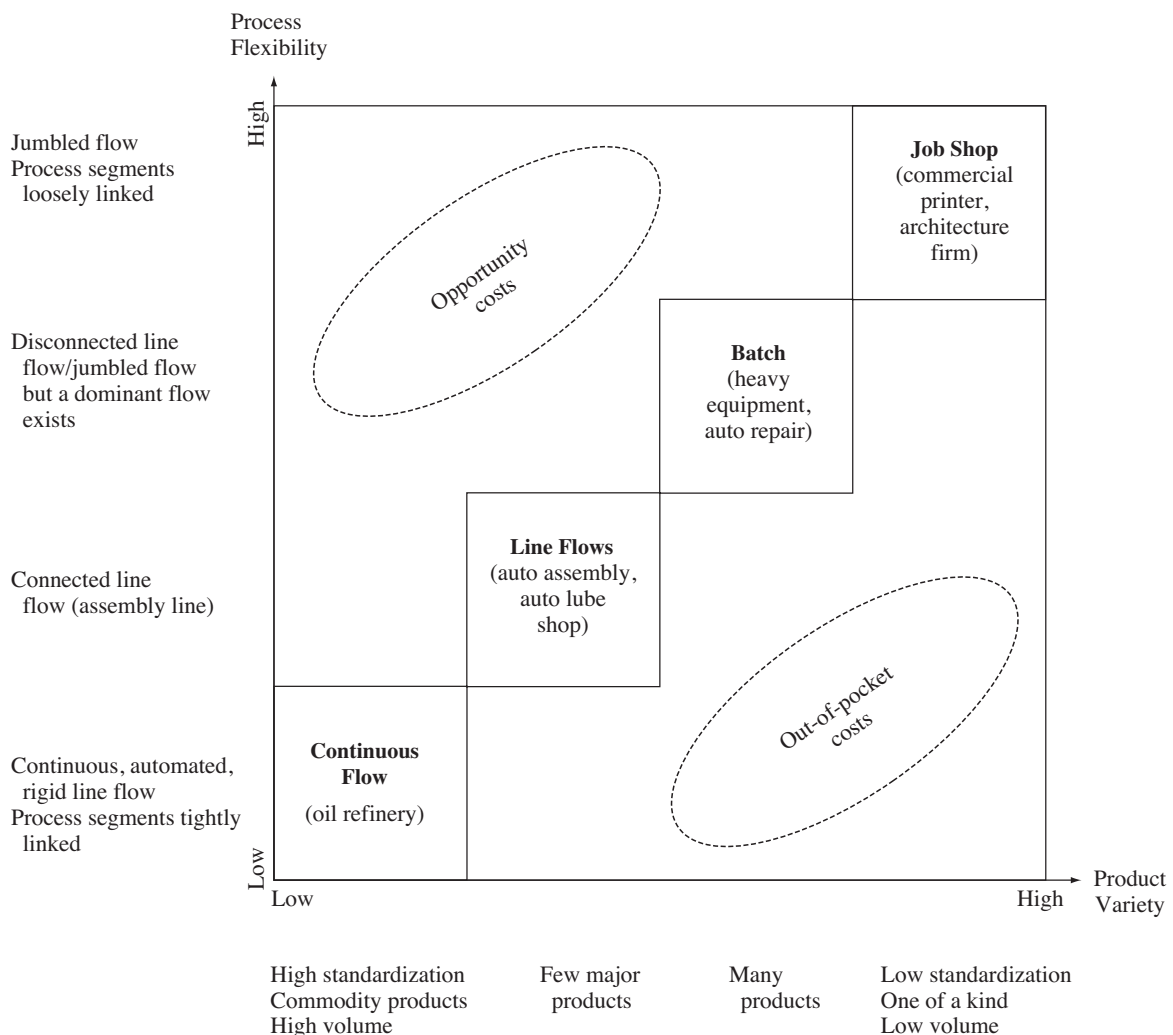 Process
Flexibility
High
Jumbled flow
Process segments
loosely linked
Job Shop
(commercial
printer,
architecture
firm)
Opportunity
costs
Disconnected line
flow/jumbled flow
but a dominant flow
exists
Batch
(heavy
equipment,
auto repair)
Connected line
flow (assembly line)
Line Flows
(auto assembly,
auto lube
shop)
Out-of-pocket
costs
Continuous, automated,
rigid line flow
Process segments tightly
linked
Continuous
Flow
(oil refinery)
Low
Low
High
Product
Variety
High standardization
Commodity products
High volume
Few major
products
Many
products
Low standardization
One of a kind
Low volume